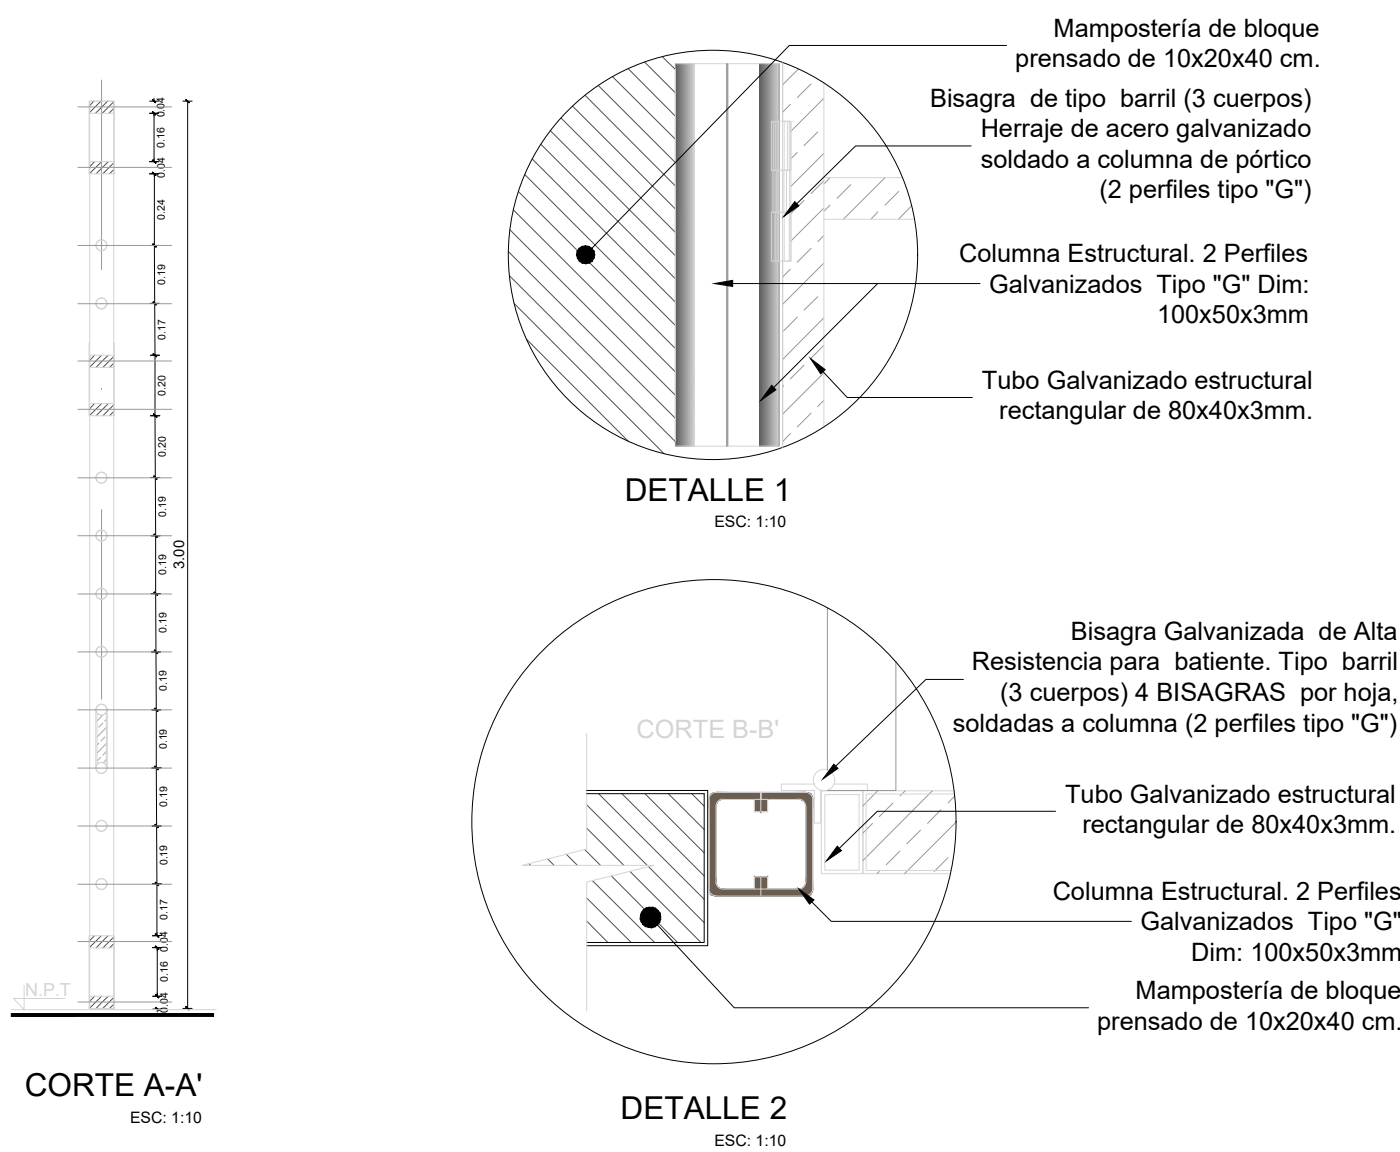 0.04
0.16
0.04
0.24
0.19
0.17
0.20
0.20
0.19
0.19
0.19
0.19
0.19
0.19
0.19
0.17
0.04
0.16
0.04
3.00
N.P.T
CORTE A-A'
ESC: 1:10
Mampostería de bloque
prensado de 10x20x40 cm.
Bisagra de tipo barril (3 cuerpos)
Herraje de acero galvanizado
soldado a columna de pórtico
(2 perfiles tipo "G")
Columna Estructural. 2 Perfiles
Galvanizados Tipo "G" Dim:
100x50x3mm
Tubo Galvanizado estructural
rectangular de 80x40x3mm.
DETALLE 1
ESC: 1:10
CORTE B-B'
Bisagra Galvanizada de Alta
Resistencia para batiente. Tipo barril
(3 cuerpos) 4 BISAGRAS por hoja,
soldadas a columna (2 perfiles tipo "G")
Tubo Galvanizado estructural
rectangular de 80x40x3mm.
Columna Estructural. 2 Perfiles
Galvanizados Tipo "G"
Dim: 100x50x3mm
Mampostería de bloque
prensado de 10x20x40 cm.
DETALLE 2
ESC: 1:10